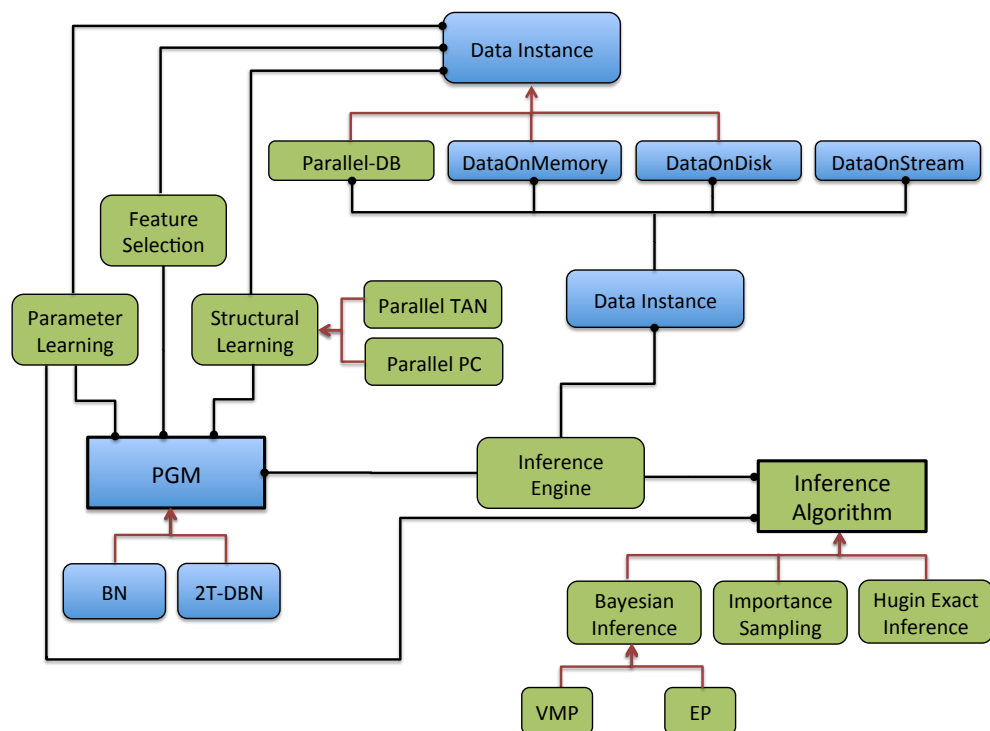 Data Instance
Parallel-DB
DataOnMemory
DataOnDisk
DataOnStream
Feature
Selection
Data Instance
Parameter
Learning
Structural
Learning
Parallel TAN
Parallel PC
PGM
Inference
Engine
Inference
Algorithm
BN
2T-DBN
Bayesian
Inference
Importance
Sampling
Hugin Exact
Inference
VMP
EP